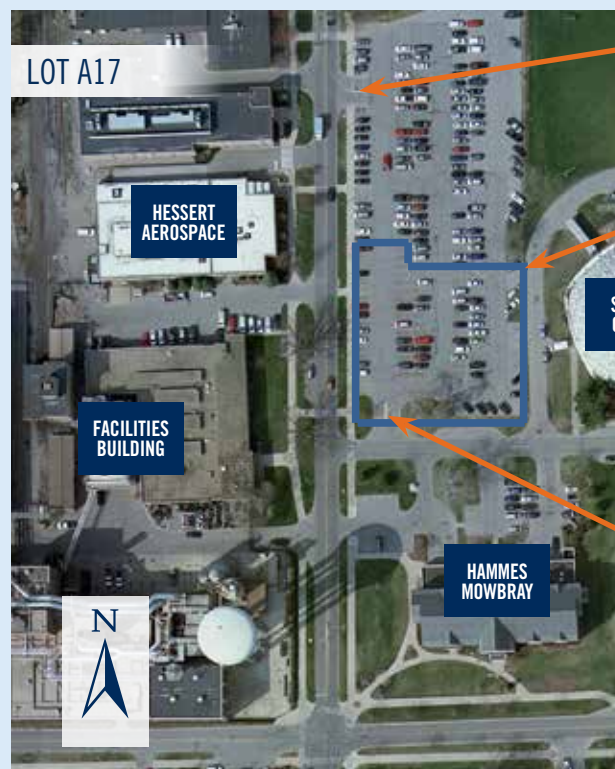 LOT A17
HESSERT
AEROSPACE
FACILITIES
BUILDING
HAMMES
MOWBRAY
N